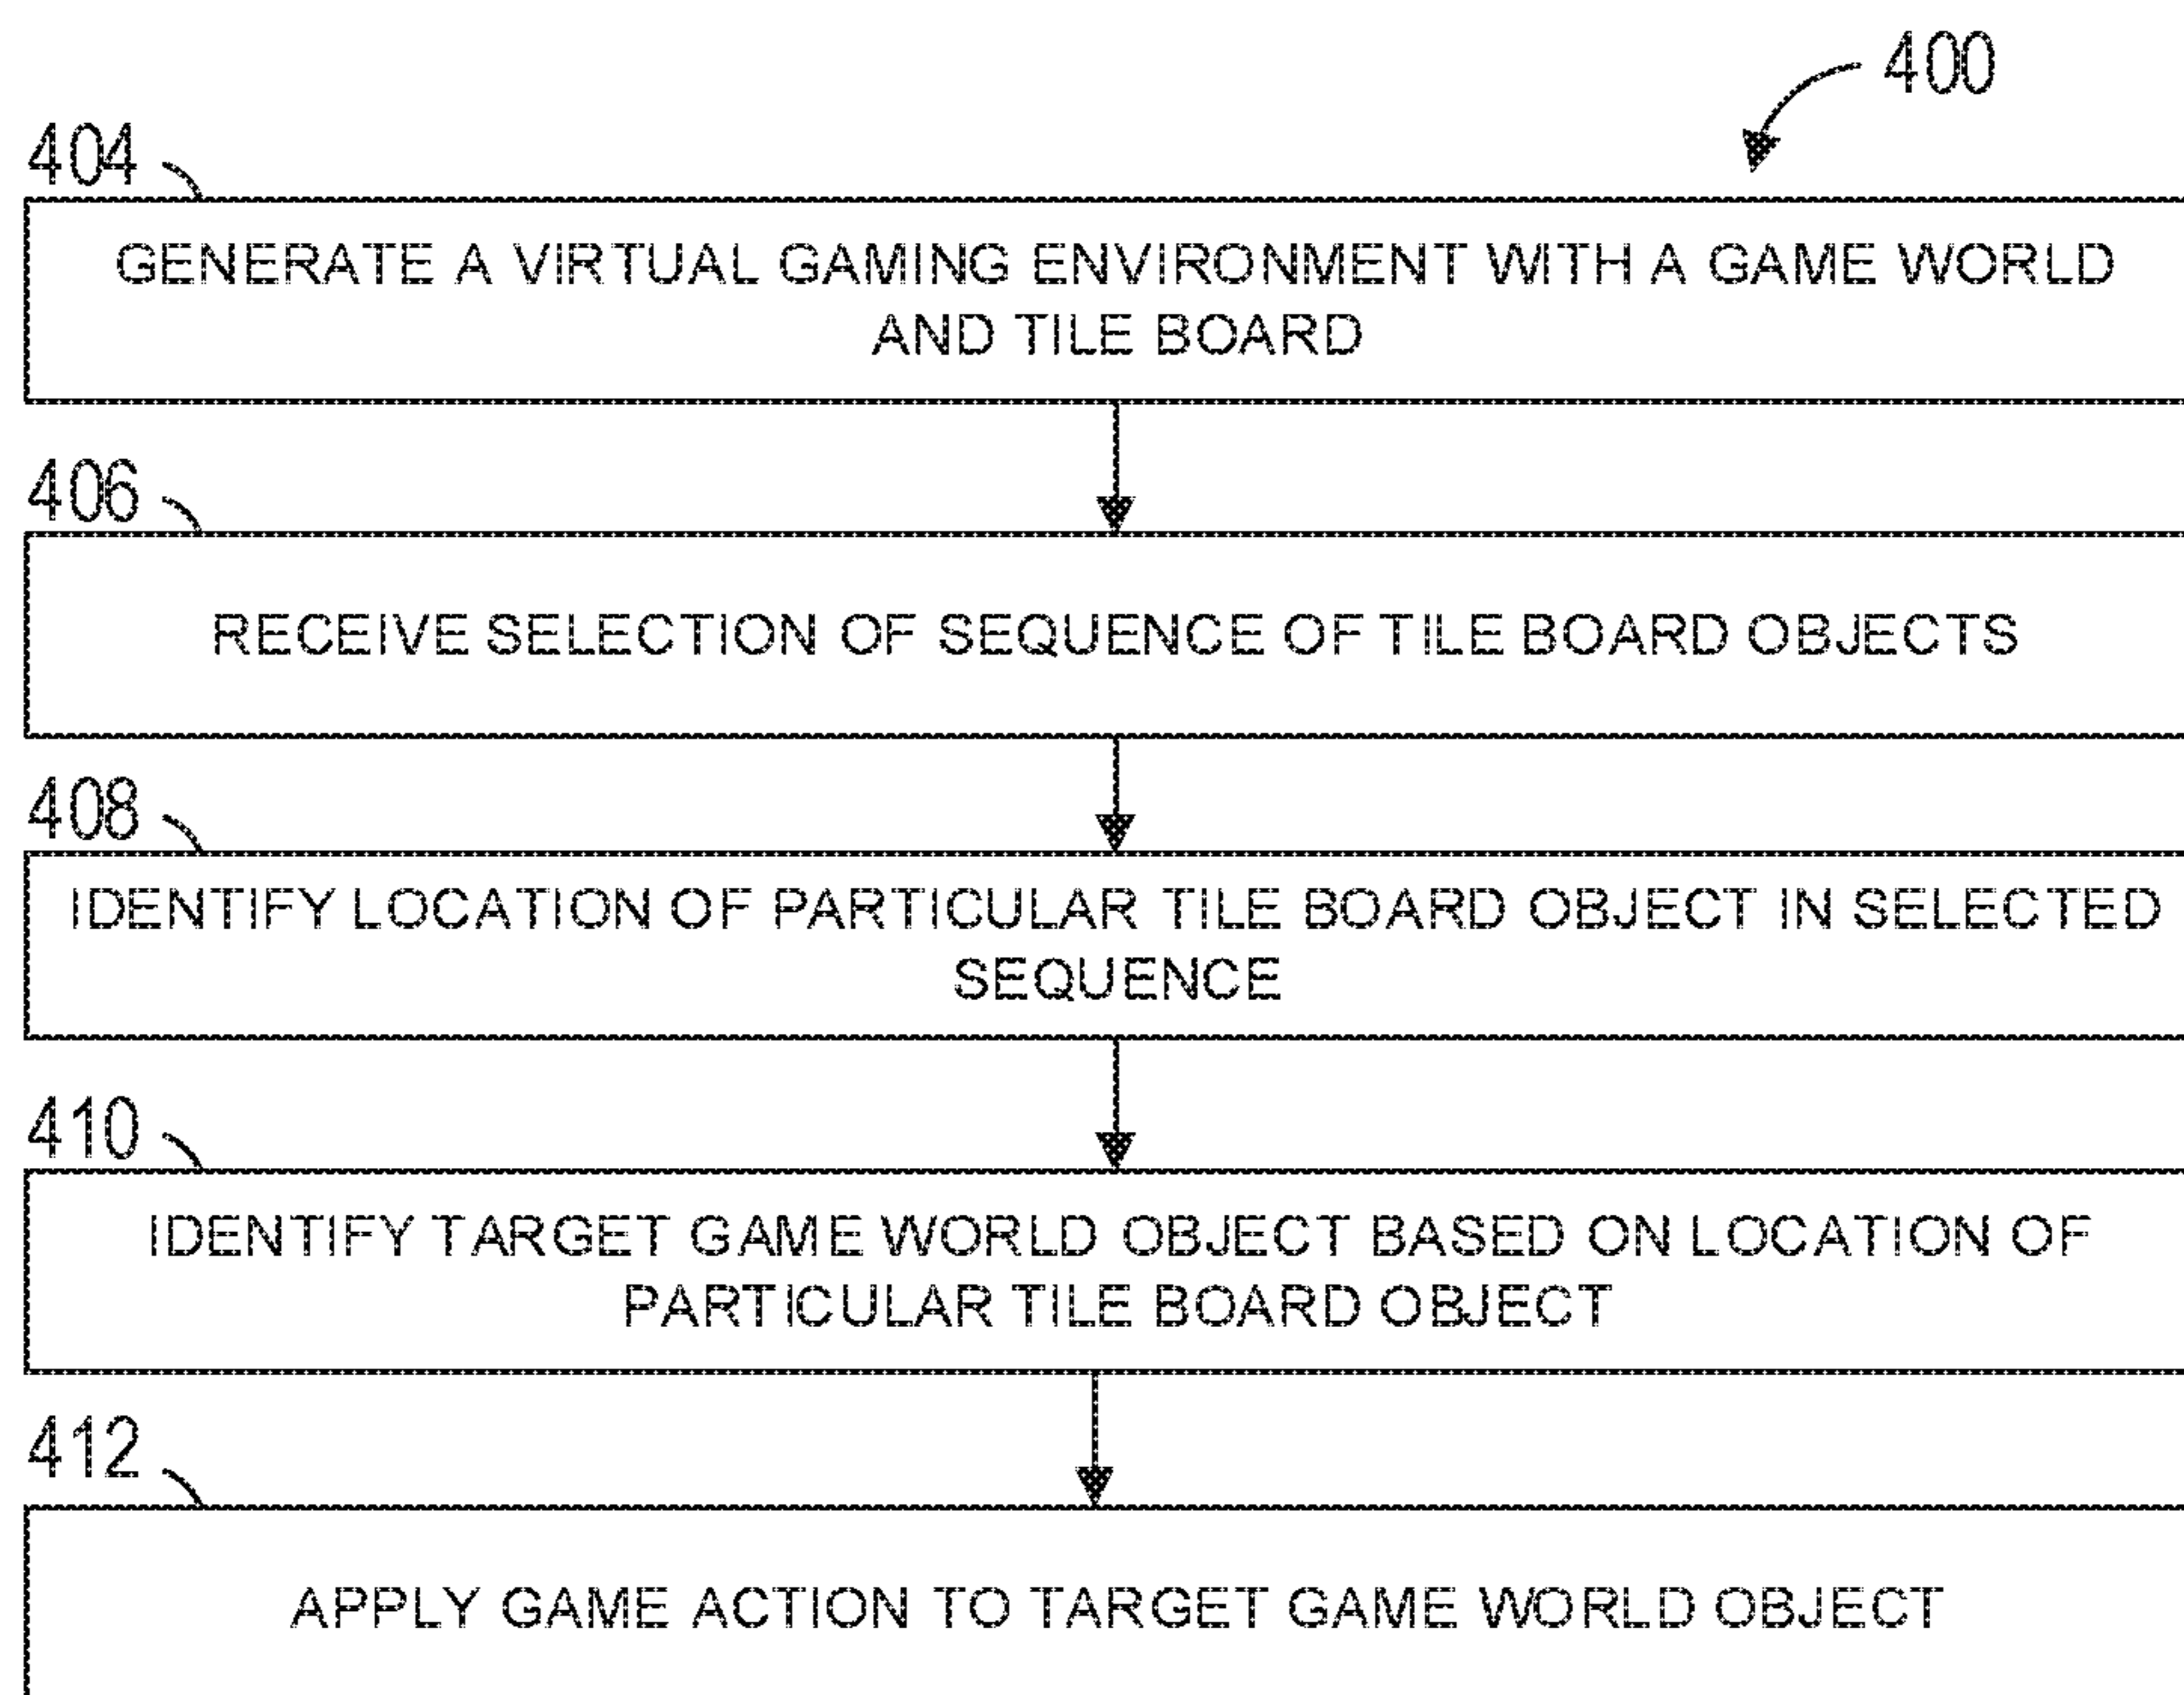 400
404
GENERATE A VIRTUAL GAMING ENVIRONMENT WITH A GAME WORLD
AND TILE BOARD
406
RECEIVE SELECTION OF SEQUENCE OF TILE BOARD OBJECTS
408
IDENTIFY LOCATION OF PARTICULAR TILE BOARD OBJECT IN SELECTED
SEQUENCE
410
IDENTIFY TARGET GAME WORLD OBJECT BASED ON LOCATION OF
PARTICULAR TILE BOARD OBJECT
412
APPLY GAME ACTION TO TARGET GAME WORLD OBJECT